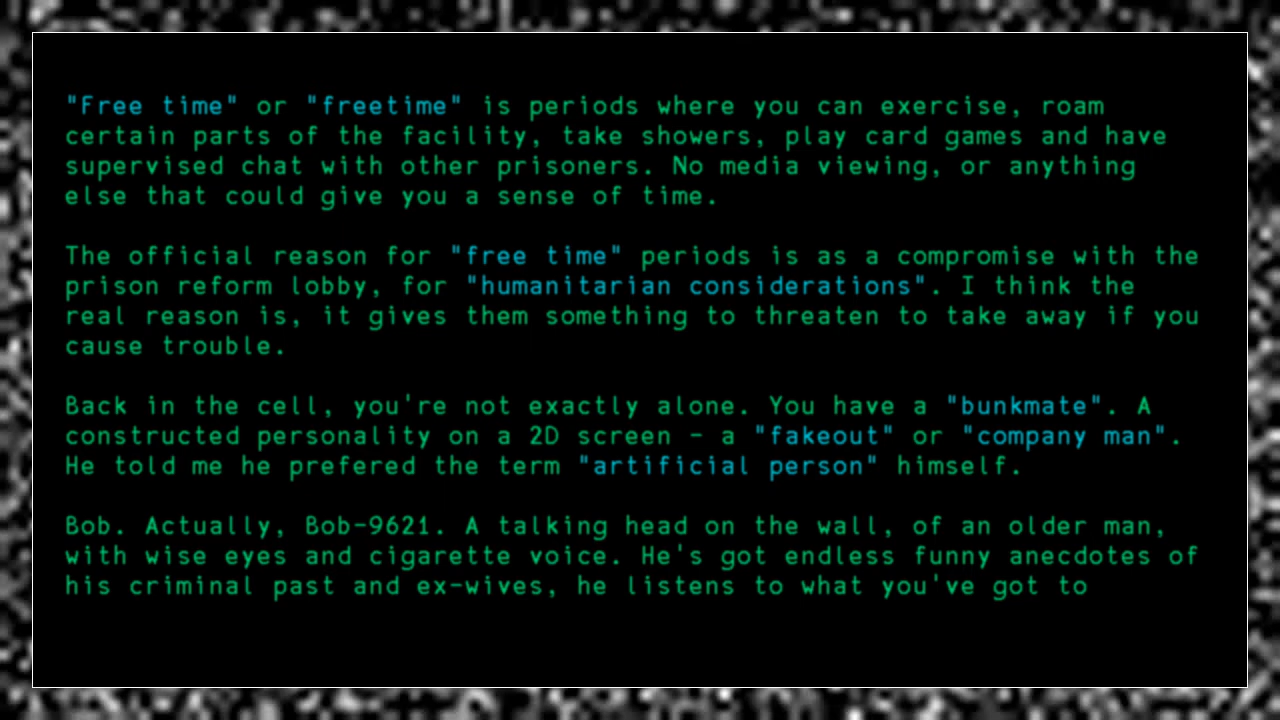 "Free time" or "freetime" is periods where you can exercise, roam
certain parts of the facility, take showers, play card games and have
supervised chat with other prisoners. No media viewing, or anything
else that could give you a sense of time.
The official reason for "free time" periods is as a compromise with the
prison reform lobby, for "humanitarian considerations". I think the
real reason is, it gives them something to threaten to take away if you
cause trouble.
Back in the cell, you're not exactly alone. You have a "bunkmate". A
constructed personality on a 2D screen - a "fakeout" or "company man".
He told me he prefered the term "artificial person" himself.
Bob. Actually, Bob-9621. A talking head on the wall, of an older man,
with wise eyes and cigarette voice. He's got endless funny anecdotes of
his criminal past and ex-wives, he listens to what you've got to